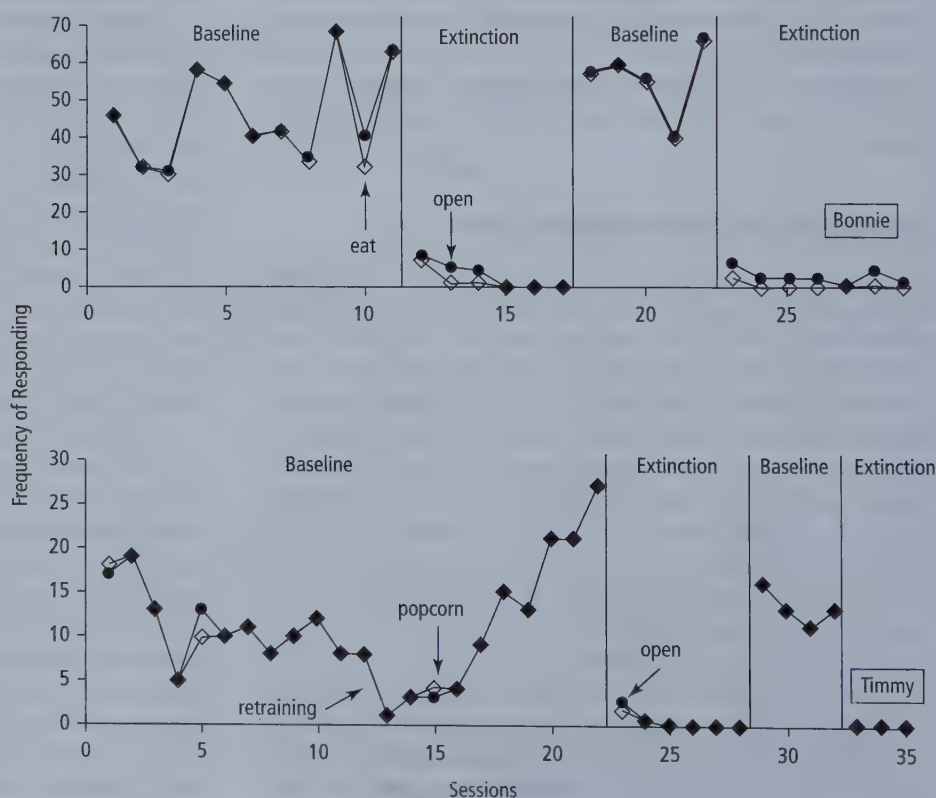 Frequency of Responding
70
60
50
40
30
20
10
0
Baseline
Extinction
Baseline
Extinction
eat
open
Bonnie
0 5 10 15 20 25
30
25
20
15
10
5
0
Baseline
Extinction
Baseline
Extinction
retraining
popcorn
open
Timmy
0 5 10 15 20 25 30 35
Sessions